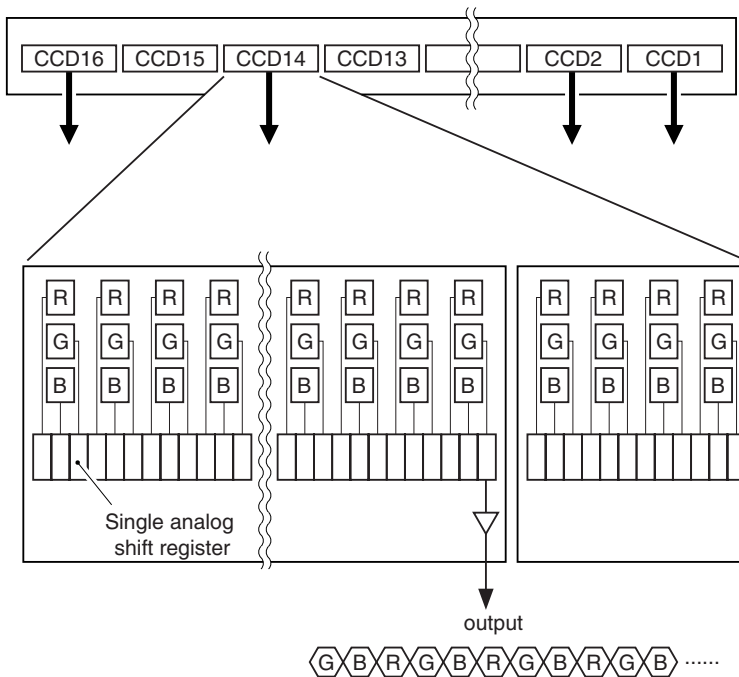 CCD16 CCD15 CCD14 CCD13 CCD2 CCD1
R R R R R R R R R R R R
G G G G G G G G G G G G
B B B B B B B B B B B B
Single analog
shift register
output
G B R G B R G B R G B ······